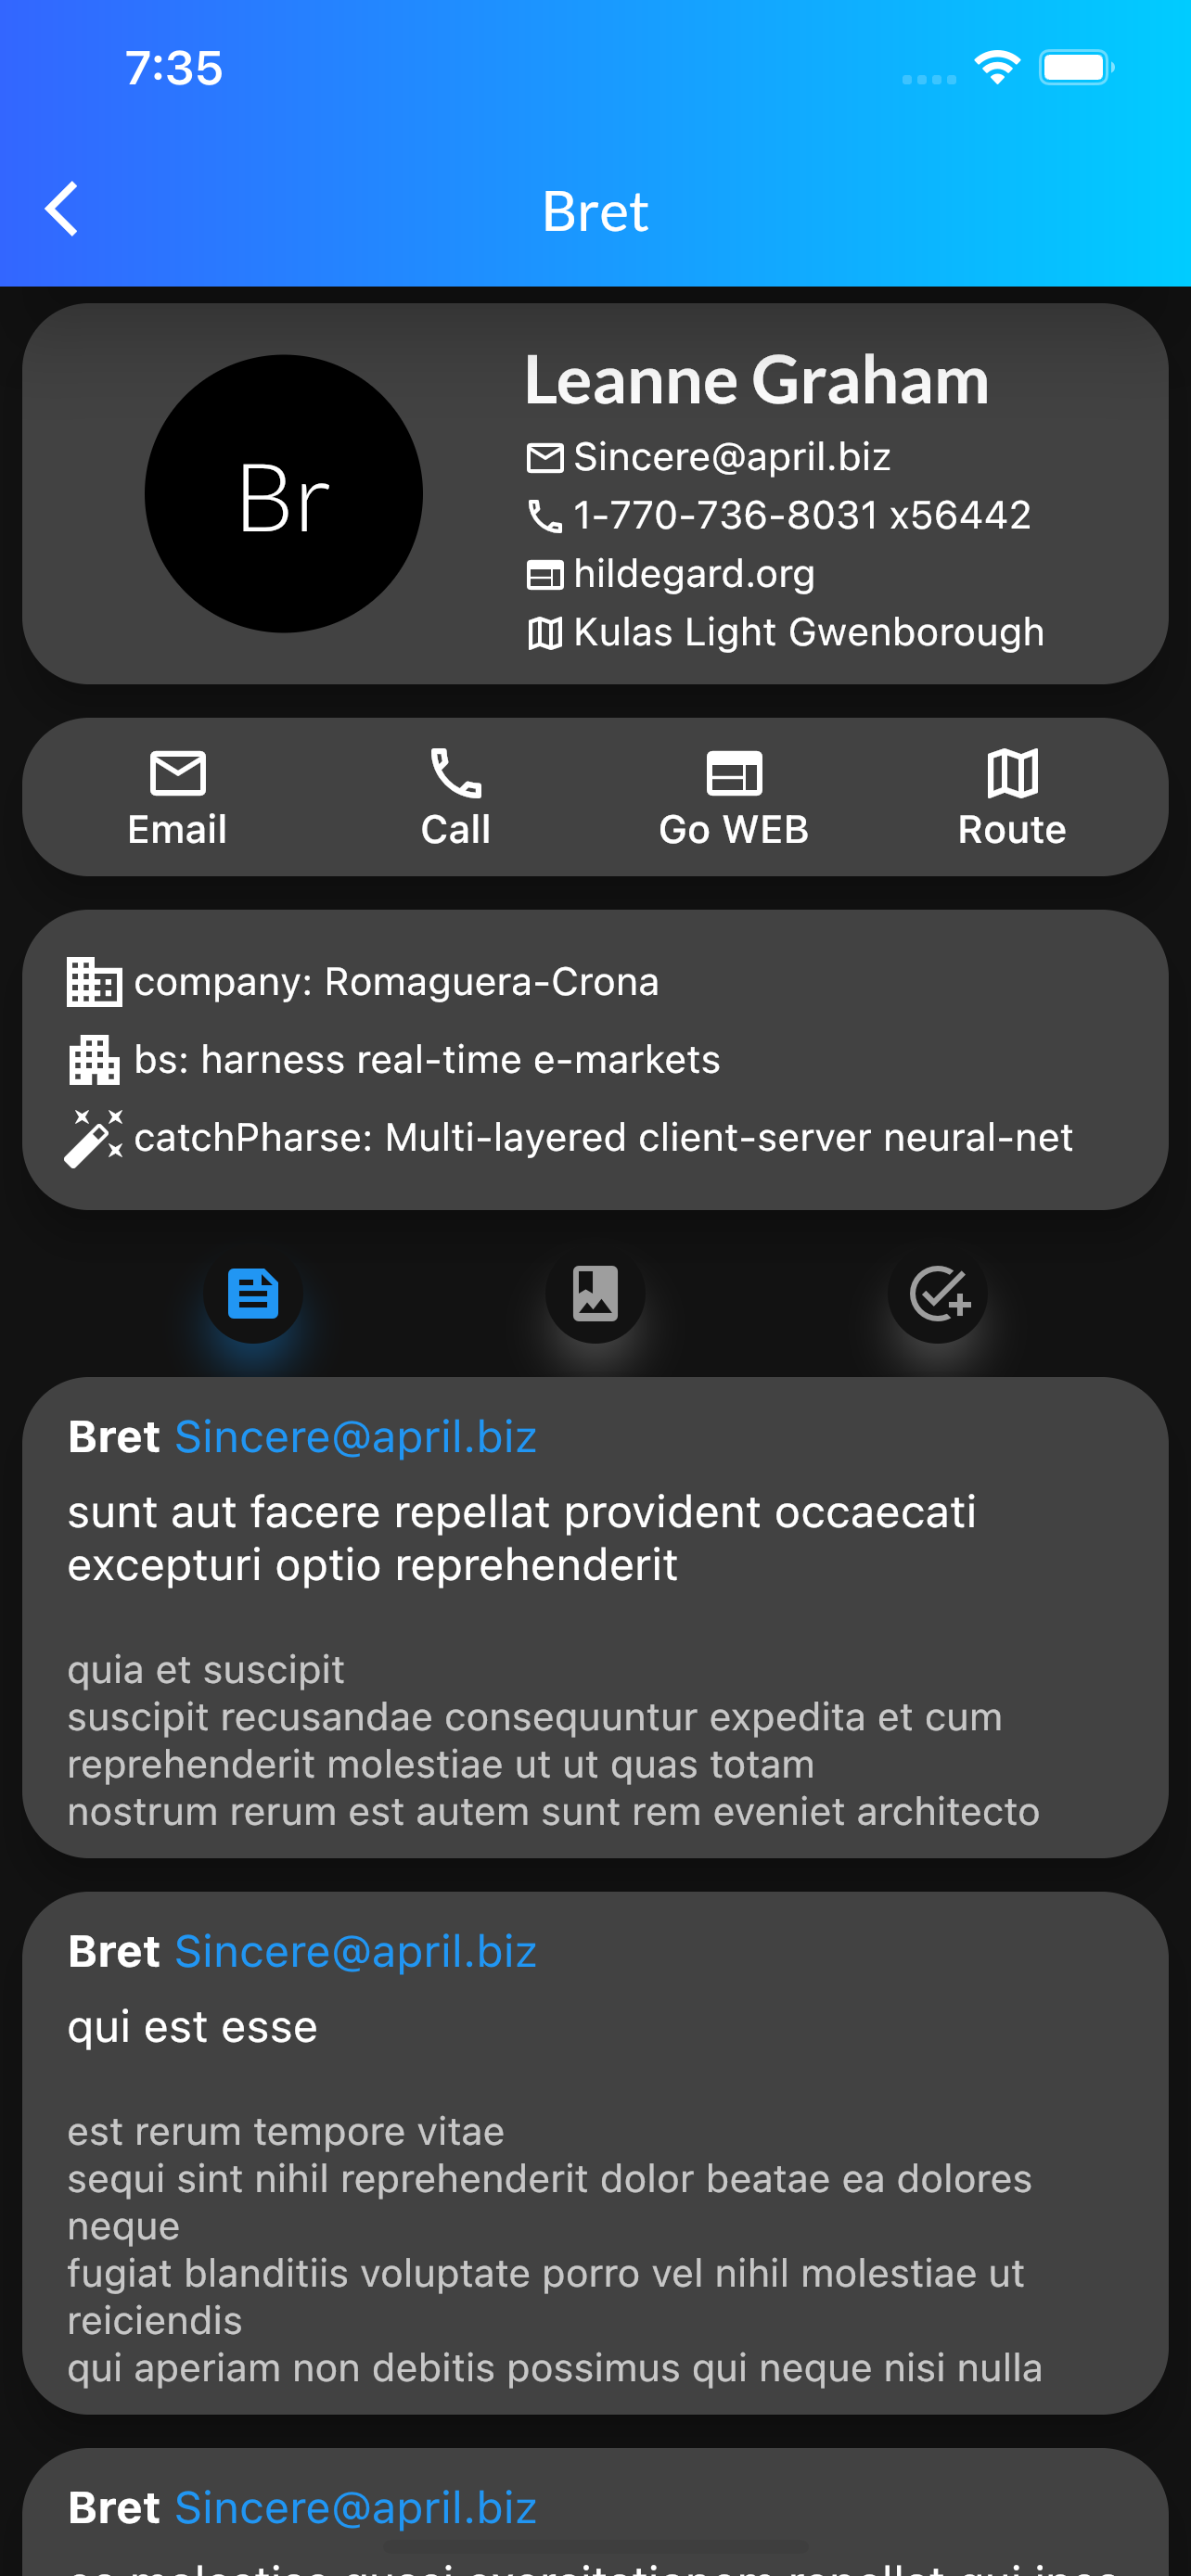 7:35
Bret
Br
Leanne Graham
Sincere@april.biz
1-770-736-8031 x56442
hildegard.org
Kulas Light Gwenborough
Email
Call
Go WEB
Route
company: Romaguera-Crona
bs: harness real-time e-markets
catchPharse: Multi-layered client-server neural-net
Bret Sincere@april.biz
sunt aut facere repellat provident occaecati
excepturi optio reprehenderit
quia et suscipit
suscipit recusandae consequuntur expedita et cum
reprehenderit molestiae ut ut quas totam
nostrum rerum est autem sunt rem eveniet architecto
Bret Sincere@april.biz
qui est esse
est rerum tempore vitae
sequi sint nihil reprehenderit dolor beatae ea dolores
neque
fugiat blanditiis voluptate porro vel nihil molestiae ut
reiciendis
qui aperiam non debitis possimus qui neque nisi nulla
Bret Sincere@april.biz